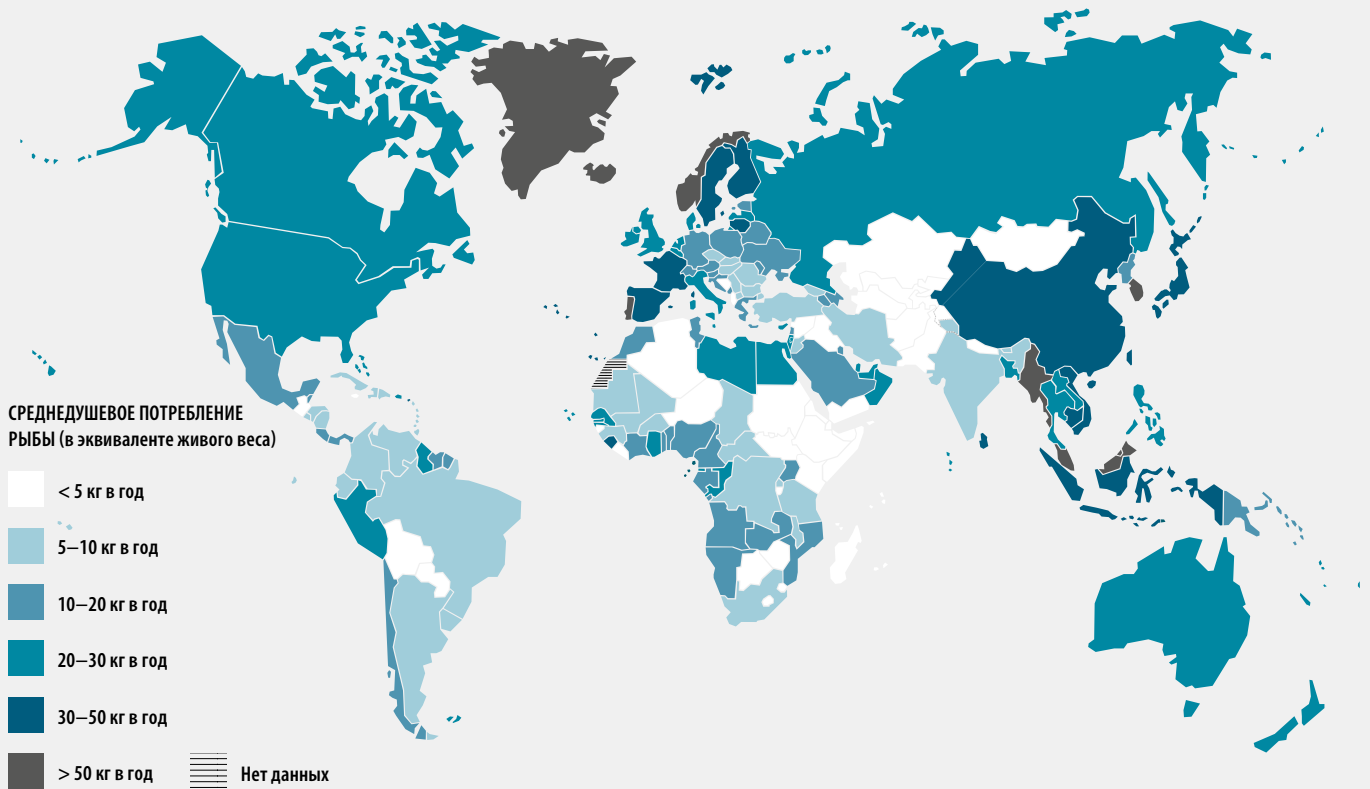 СРЕДНЕДУШЕВОЕ ПОТРЕБЛЕНИЕ
РЫБЫ (в эквиваленте живого веса)
< 5 кг в год
5–10 кг в год
10–20 кг в год
20–30 кг в год
30–50 кг в год
> 50 кг в год
Нет данных